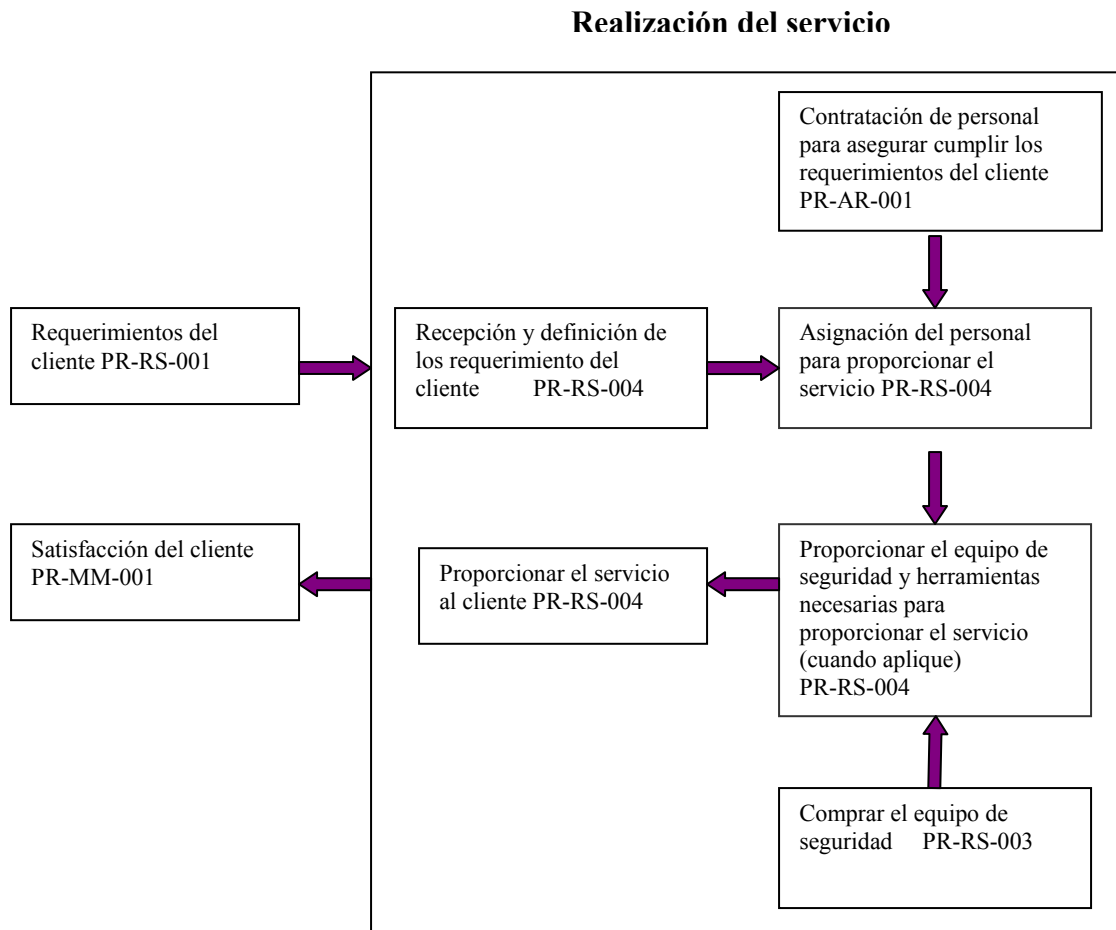 Realización del servicio
Contratación de personal
para asegurar cumplir los
requerimientos del cliente
PR-AR-001
Requerimientos del
cliente PR-RS-001
Recepción y definición de
los requerimiento del
cliente PR-RS-004
Asignación del personal
para proporcionar el
servicio PR-RS-004
Satisfacción del cliente
PR-MM-001
Proporcionar el servicio
al cliente PR-RS-004
Proporcionar el equipo de
seguridad y herramientas
necesarias para
proporcionar el servicio
(cuando aplique)
PR-RS-004
Comprar el equipo de
seguridad PR-RS-003